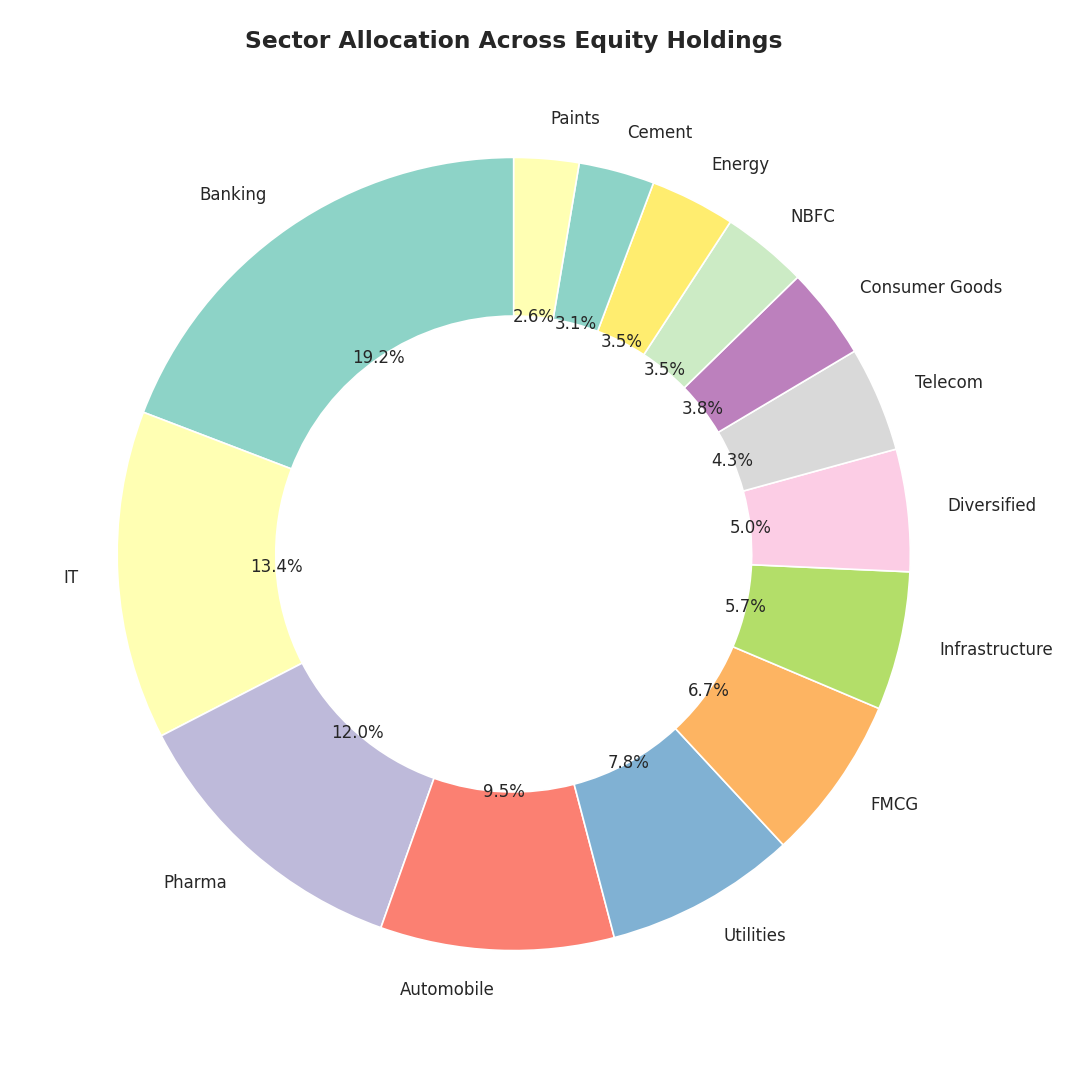 Sector Allocation Across Equity Holdings
Paints
Cement
Energy
NBFC
Consumer Goods
Telecom
Diversified
Infrastructure
FMCG
Utilities
Automobile
Pharma
IT
Banking
2.6%
3.1%
3.5%
3.5%
3.8%
4.3%
5.0%
5.7%
6.7%
7.8%
9.5%
12.0%
13.4%
19.2%